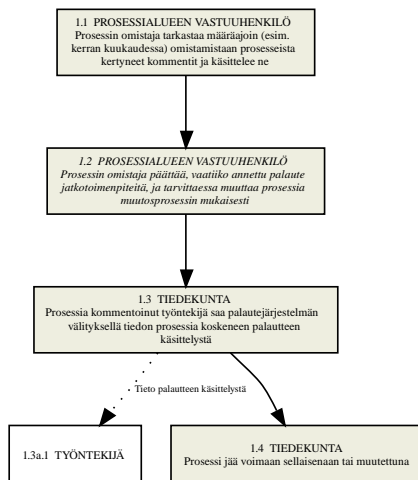 1.1 PROSESSIALUEEN VASTUUHENKILÖ
Prosessin omistaja tarkastaa määräajoin (esim.
kerran kuukaudessa) omistamistaan prosesseista
kertyneet kommentit ja käsittelee ne
1.2 PROSESSIALUEEN VASTUUHENKILÖ
Prosessin omistaja päättää, vaatiiko annettu palaute
jatkotoimenpiteitä, ja tarvittaessa muuttaa prosessia
muutosprosessin mukaisesti
1.3 TIEDEKUNTA
Prosessia kommentoinut työntekijä saa palautejärjestelmän
välityksellä tiedon prosessia koskeneen palautteen
käsittelystä
Tieto palautteen käsittelystä
1.3a.1 TYÖNTEKIJÄ
1.4 TIEDEKUNTA
Prosessi jää voimaan sellaisenaan tai muutettuna